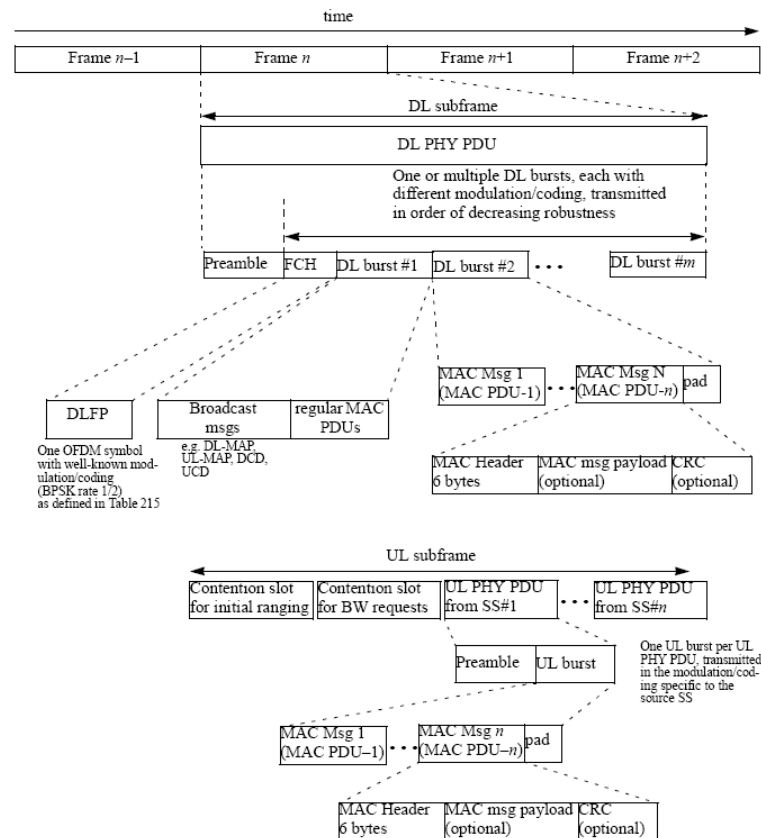 time
Frame n–1 Frame n Frame n+1 Frame n+2
DL subframe
DL PHY PDU
One or multiple DL bursts, each with
different modulation/coding, transmitted
in order of decreasing robustness
Preamble FCH DL burst #1 DL burst #2 ••• DL burst #m
MAC Msg 1
(MAC PDU-1)
•••
MAC Msg N
(MAC PDU-n)
pad
DLFP
Broadcast
msgs
regular MAC
PDUs
One OFDM symbol
with well-known mod-
ulation/coding
(BPSK rate 1/2)
as defined in Table 215
e.g. DL-MAP,
UL-MAP, DCD,
UCD
MAC Header
6 bytes
MAC msg payload
(optional)
CRC
(optional)
UL subframe
Contention slot
for initial ranging
Contention slot
for BW requests
UL PHY PDU
from SS#1
•••
UL PHY PDU
from SS#n
Preamble UL burst
One UL burst per UL
PHY PDU, transmitted
in the modulation/cod-
ing specific to the
source SS
MAC Msg 1
(MAC PDU–1)
•••
MAC Msg n
(MAC PDU–n)
pad
MAC Header
6 bytes
MAC msg payload
(optional)
CRC
(optional)